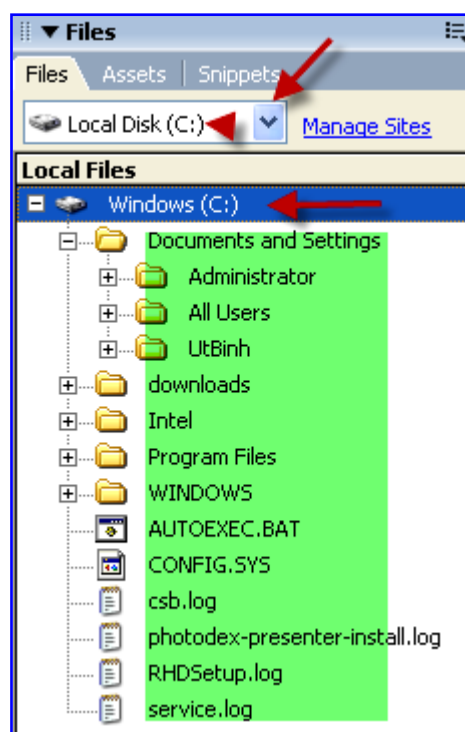 Files
Files Assets Snippets
Local Disk (C:) Manage Sites
Local Files
Windows (C:)
Documents and Settings
Administrator
All Users
UtBinh
downloads
Intel
Program Files
WINDOWS
AUTOEXEC.BAT
CONFIG.SYS
csb.log
photodex-presenter-install.log
RHDSetup.log
service.log